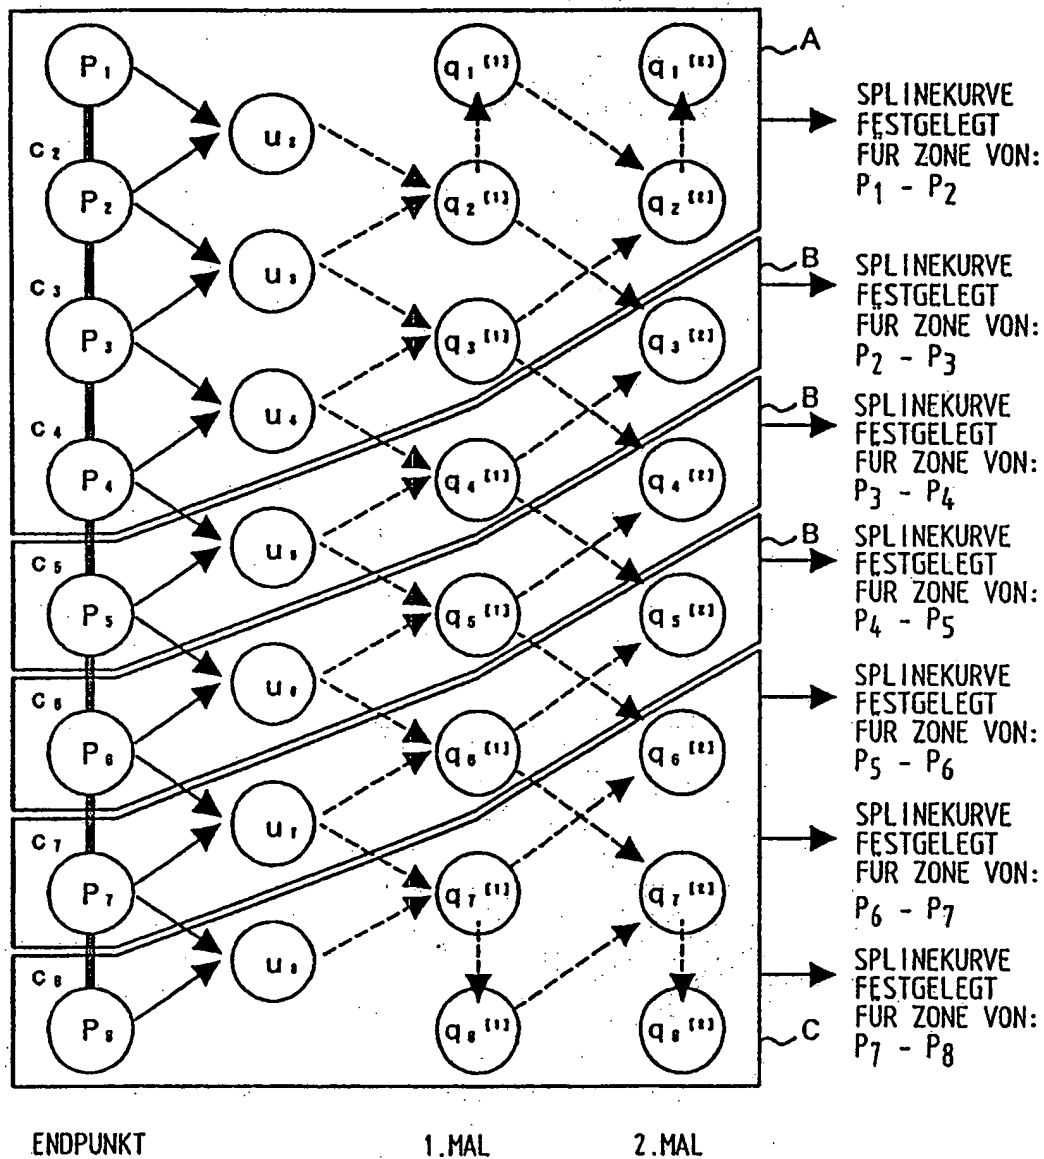 P₁
q₁[1]
q₁[2]
A
SPLINEKURVE
FESTGELEGT
FÜR ZONE VON:
P₁ - P₂
C₂
u₂
P₂
q₂[1]
q₂[2]
B
SPLINEKURVE
FESTGELEGT
FÜR ZONE VON:
P₂ - P₃
C₃
u₃
P₃
q₃[1]
q₃[2]
B
SPLINEKURVE
FESTGELEGT
FÜR ZONE VON:
P₃ - P₄
C₄
u₄
P₄
q₄[1]
q₄[2]
B
SPLINEKURVE
FESTGELEGT
FÜR ZONE VON:
P₄ - P₅
C₅
u₅
P₅
q₅[1]
q₅[2]
SPLINEKURVE
FESTGELEGT
FÜR ZONE VON:
P₅ - P₆
C₆
u₆
P₆
q₆[1]
q₆[2]
SPLINEKURVE
FESTGELEGT
FÜR ZONE VON:
P₆ - P₇
C₇
u₇
P₇
q₇[1]
q₇[2]
SPLINEKURVE
FESTGELEGT
FÜR ZONE VON:
P₇ - P₈
C₈
u₈
P₈
q₈[1]
q₈[2]
C
ENDPUNKT
1.MAL
2.MAL